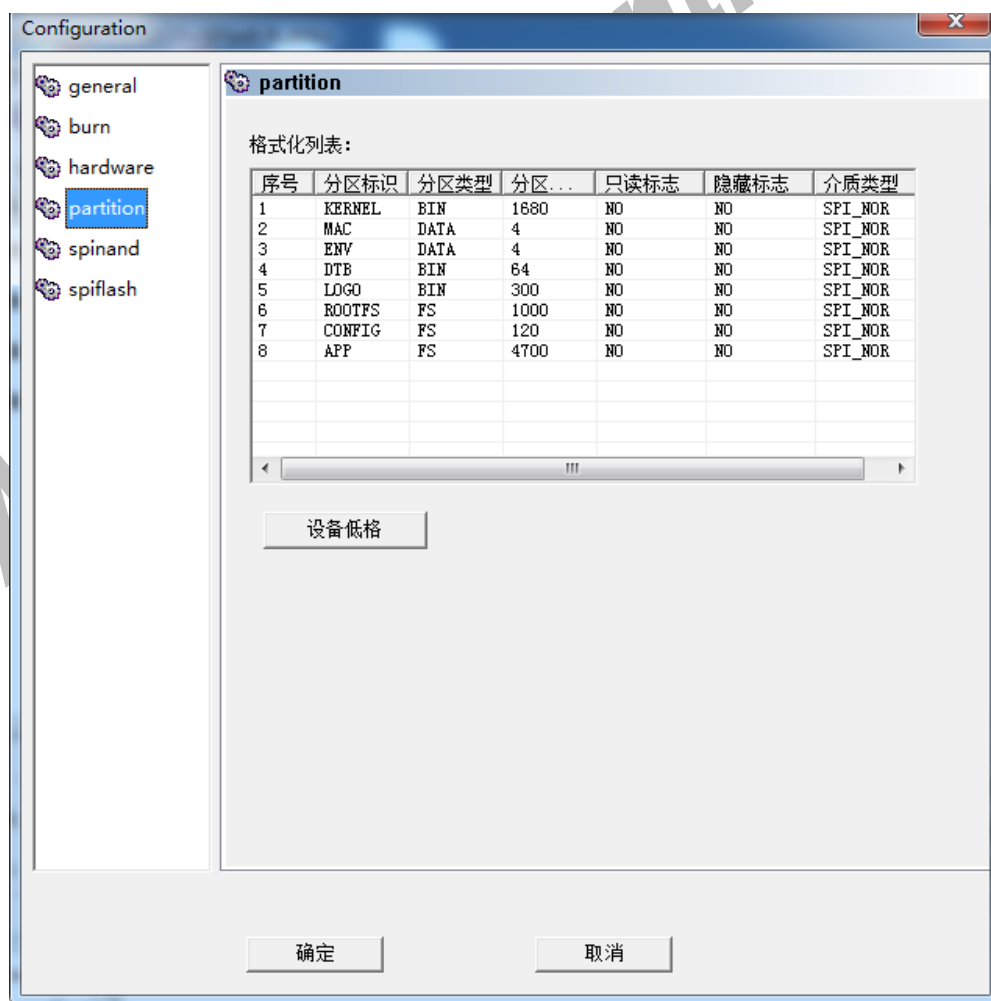 Configuration
general
burn
hardware
partition
spinand
spiflash
partition
格式化列表:
序号 分区标识 分区类型 分区... 只读标志 隐藏标志 介质类型
1 KERNEL BIN 1680 NO NO SPI_NOR
2 MAC DATA 4 NO NO SPI_NOR
3 ENV DATA 4 NO NO SPI_NOR
4 DTB BIN 64 NO NO SPI_NOR
5 LOGO BIN 300 NO NO SPI_NOR
6 ROOTFS FS 1000 NO NO SPI_NOR
7 CONFIG FS 120 NO NO SPI_NOR
8 APP FS 4700 NO NO SPI_NOR
设备低格
确定 取消